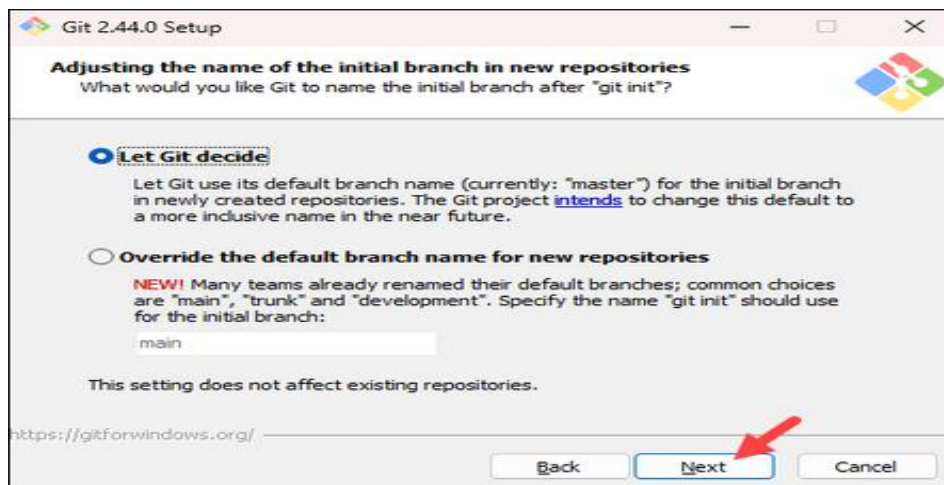 Git 2.44.0 Setup
Adjusting the name of the initial branch in new repositories
What would you like Git to name the initial branch after "git init"?
Let Git decide
Let Git use its default branch name (currently: "master") for the initial branch
in newly created repositories. The Git project intends to change this default to
a more inclusive name in the near future.
Override the default branch name for new repositories
NEW! Many teams already renamed their default branches; common choices
are "main", "trunk" and "development". Specify the name "git init" should use
for the initial branch:
main
This setting does not affect existing repositories.
https://gitforwindows.org/
Back
Next
Cancel